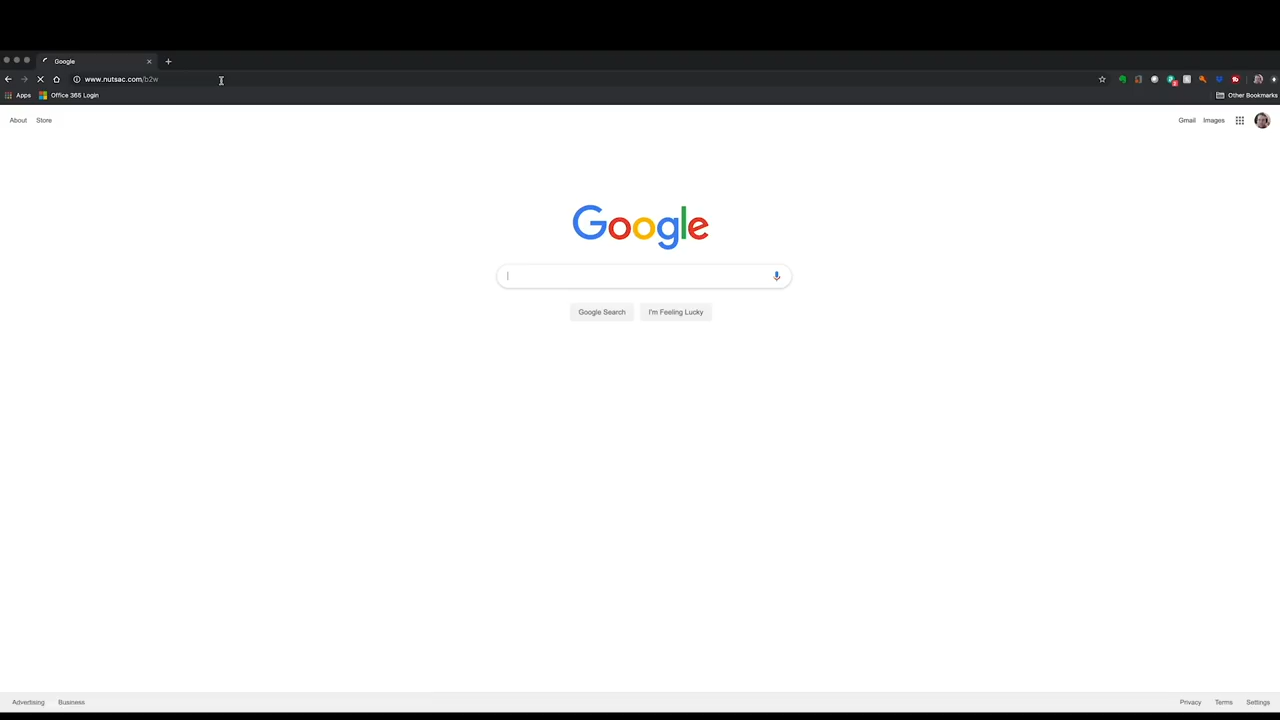 Google
www.nutsac.com/b2w
Apps Office 365 Login Other Bookmarks
About Store Gmail Images
Google
Google Search I'm Feeling Lucky
Advertising Business Privacy Terms Settings